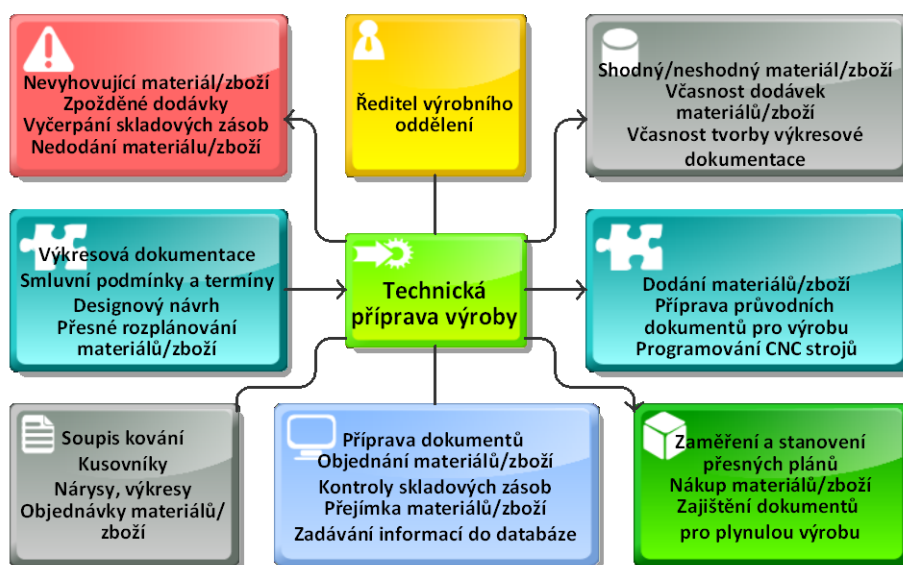 Nevyhovující materiál/zboží
Zpožděné dodávky
Vyčerpání skladových zásob
Nedodání materiálu/zboží
Ředitel výrobního
oddělení
Shodný/neshodný materiál/zboží
Včasnost dodávek
materiálů/zboží
Včasnost tvorby výkresové
dokumentace
Výkresová dokumentace
Smluvní podmínky a termíny
Designový návrh
Přesné rozplánování
materiálů/zboží
Technická
příprava výroby
Dodání materiálů/zboží
Příprava průvodních
dokumentů pro výrobu
Programování CNC strojů
Soupis kování
Kusovníky
Nárysy, výkresy
Objednávky materiálů/
zboží
Příprava dokumentů
Objednání materiálů/zboží
Kontroly skladových zásob
Přejímka materiálů/zboží
Zadávání informací do databáze
Zaměření a stanovení
přesných plánů
Nákup materiálů/zboží
Zajištění dokumentů
pro plynulou výrobu